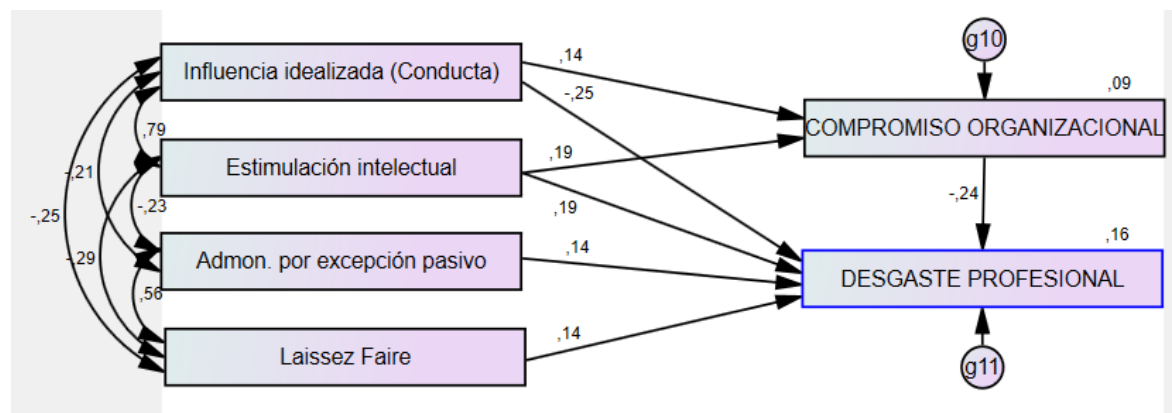 Influencia idealizada (Conducta)
Estimulación intelectual
Admon. por excepción pasivo
Laissez Faire
,79
-,21
-,23
-,25
-,29
,56
,14
-,25
,19
,19
,14
,14
g10
,09
COMPROMISO ORGANIZACIONAL
-,24
,16
DESGASTE PROFESIONAL
g11